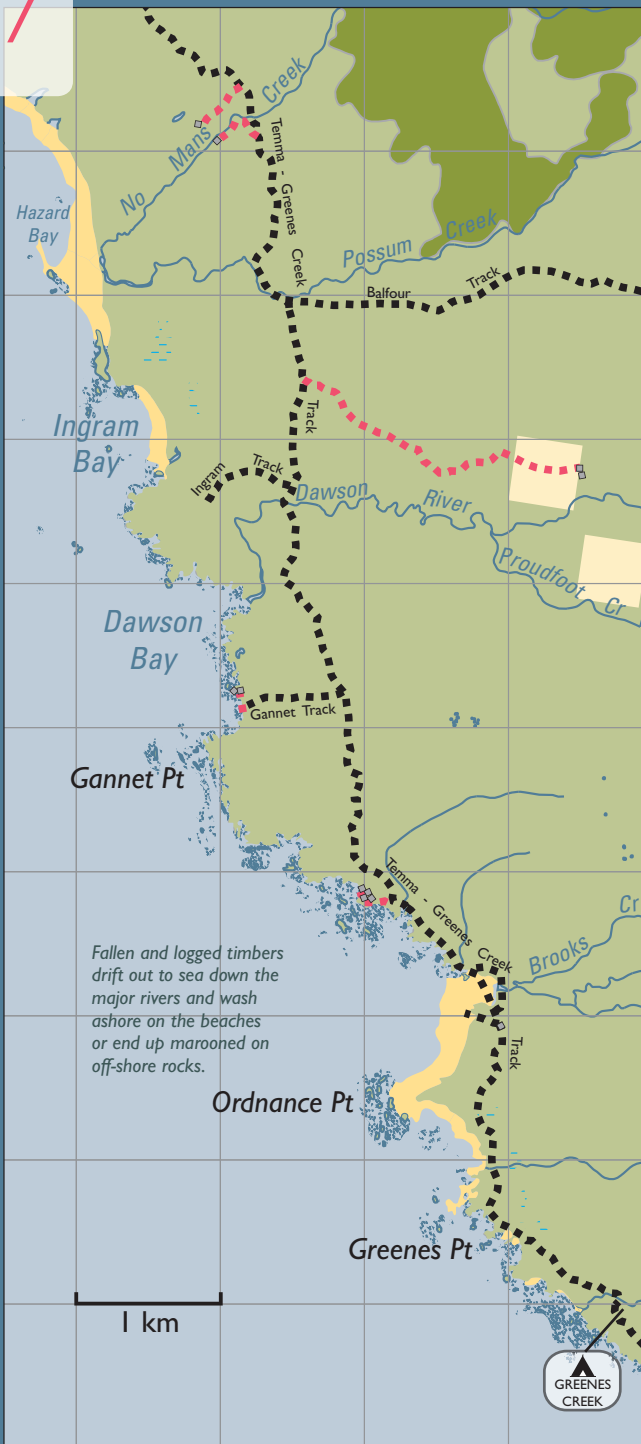 No Mans Creek
Temma - Greenes Creek
Hazard
Bay
Possum Creek
Balfour Track
Track
Ingram
Bay
Ingram Track
Dawson River
Proudfoot Cr
Dawson
Bay
Gannet Track
Gannet Pt
Temma - Greenes Creek
Cr
Brooks
Fallen and logged timbers
drift out to sea down the
major rivers and wash
ashore on the beaches
or end up marooned on
off-shore rocks.
Track
Ordnance Pt
Greenes Pt
1 km
GREENES
CREEK